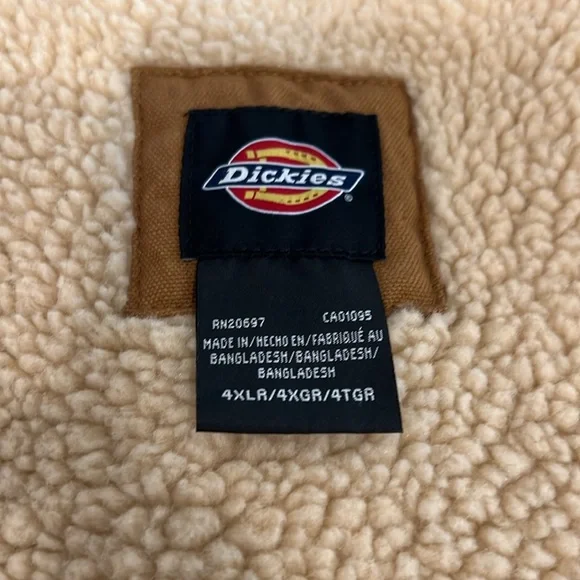 Dickies
®
RN20697 CA01095
MADE IN/HECHO EN/FABRIQUÉ AU
BANGLADESH/BANGLADESH/
BANGLADESH
4XLR/4XGR/4TGR